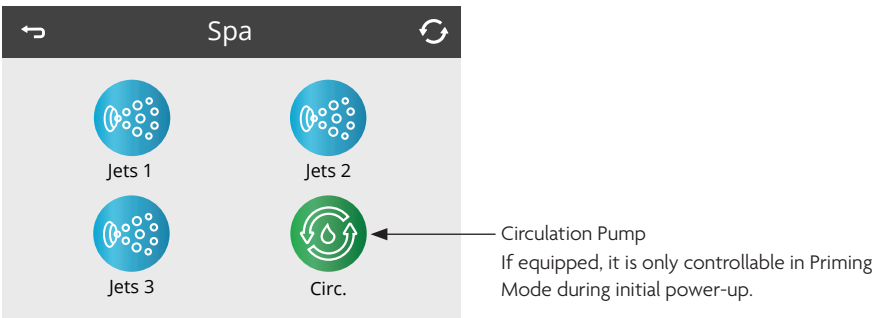 Spa
Jets 1
Jets 2
Jets 3
Circ.
Circulation Pump
If equipped, it is only controllable in Priming
Mode during initial power-up.